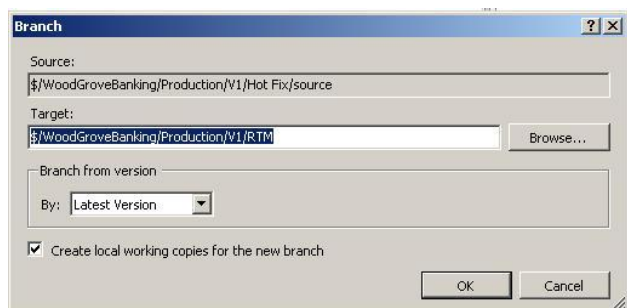 Branch
Source:
$/WoodGroveBanking/Production/V1/Hot Fix/source
Target:
$/WoodGroveBanking/Production/V1/RTM
Browse...
Branch from version
By: Latest Version
Create local working copies for the new branch
OK Cancel